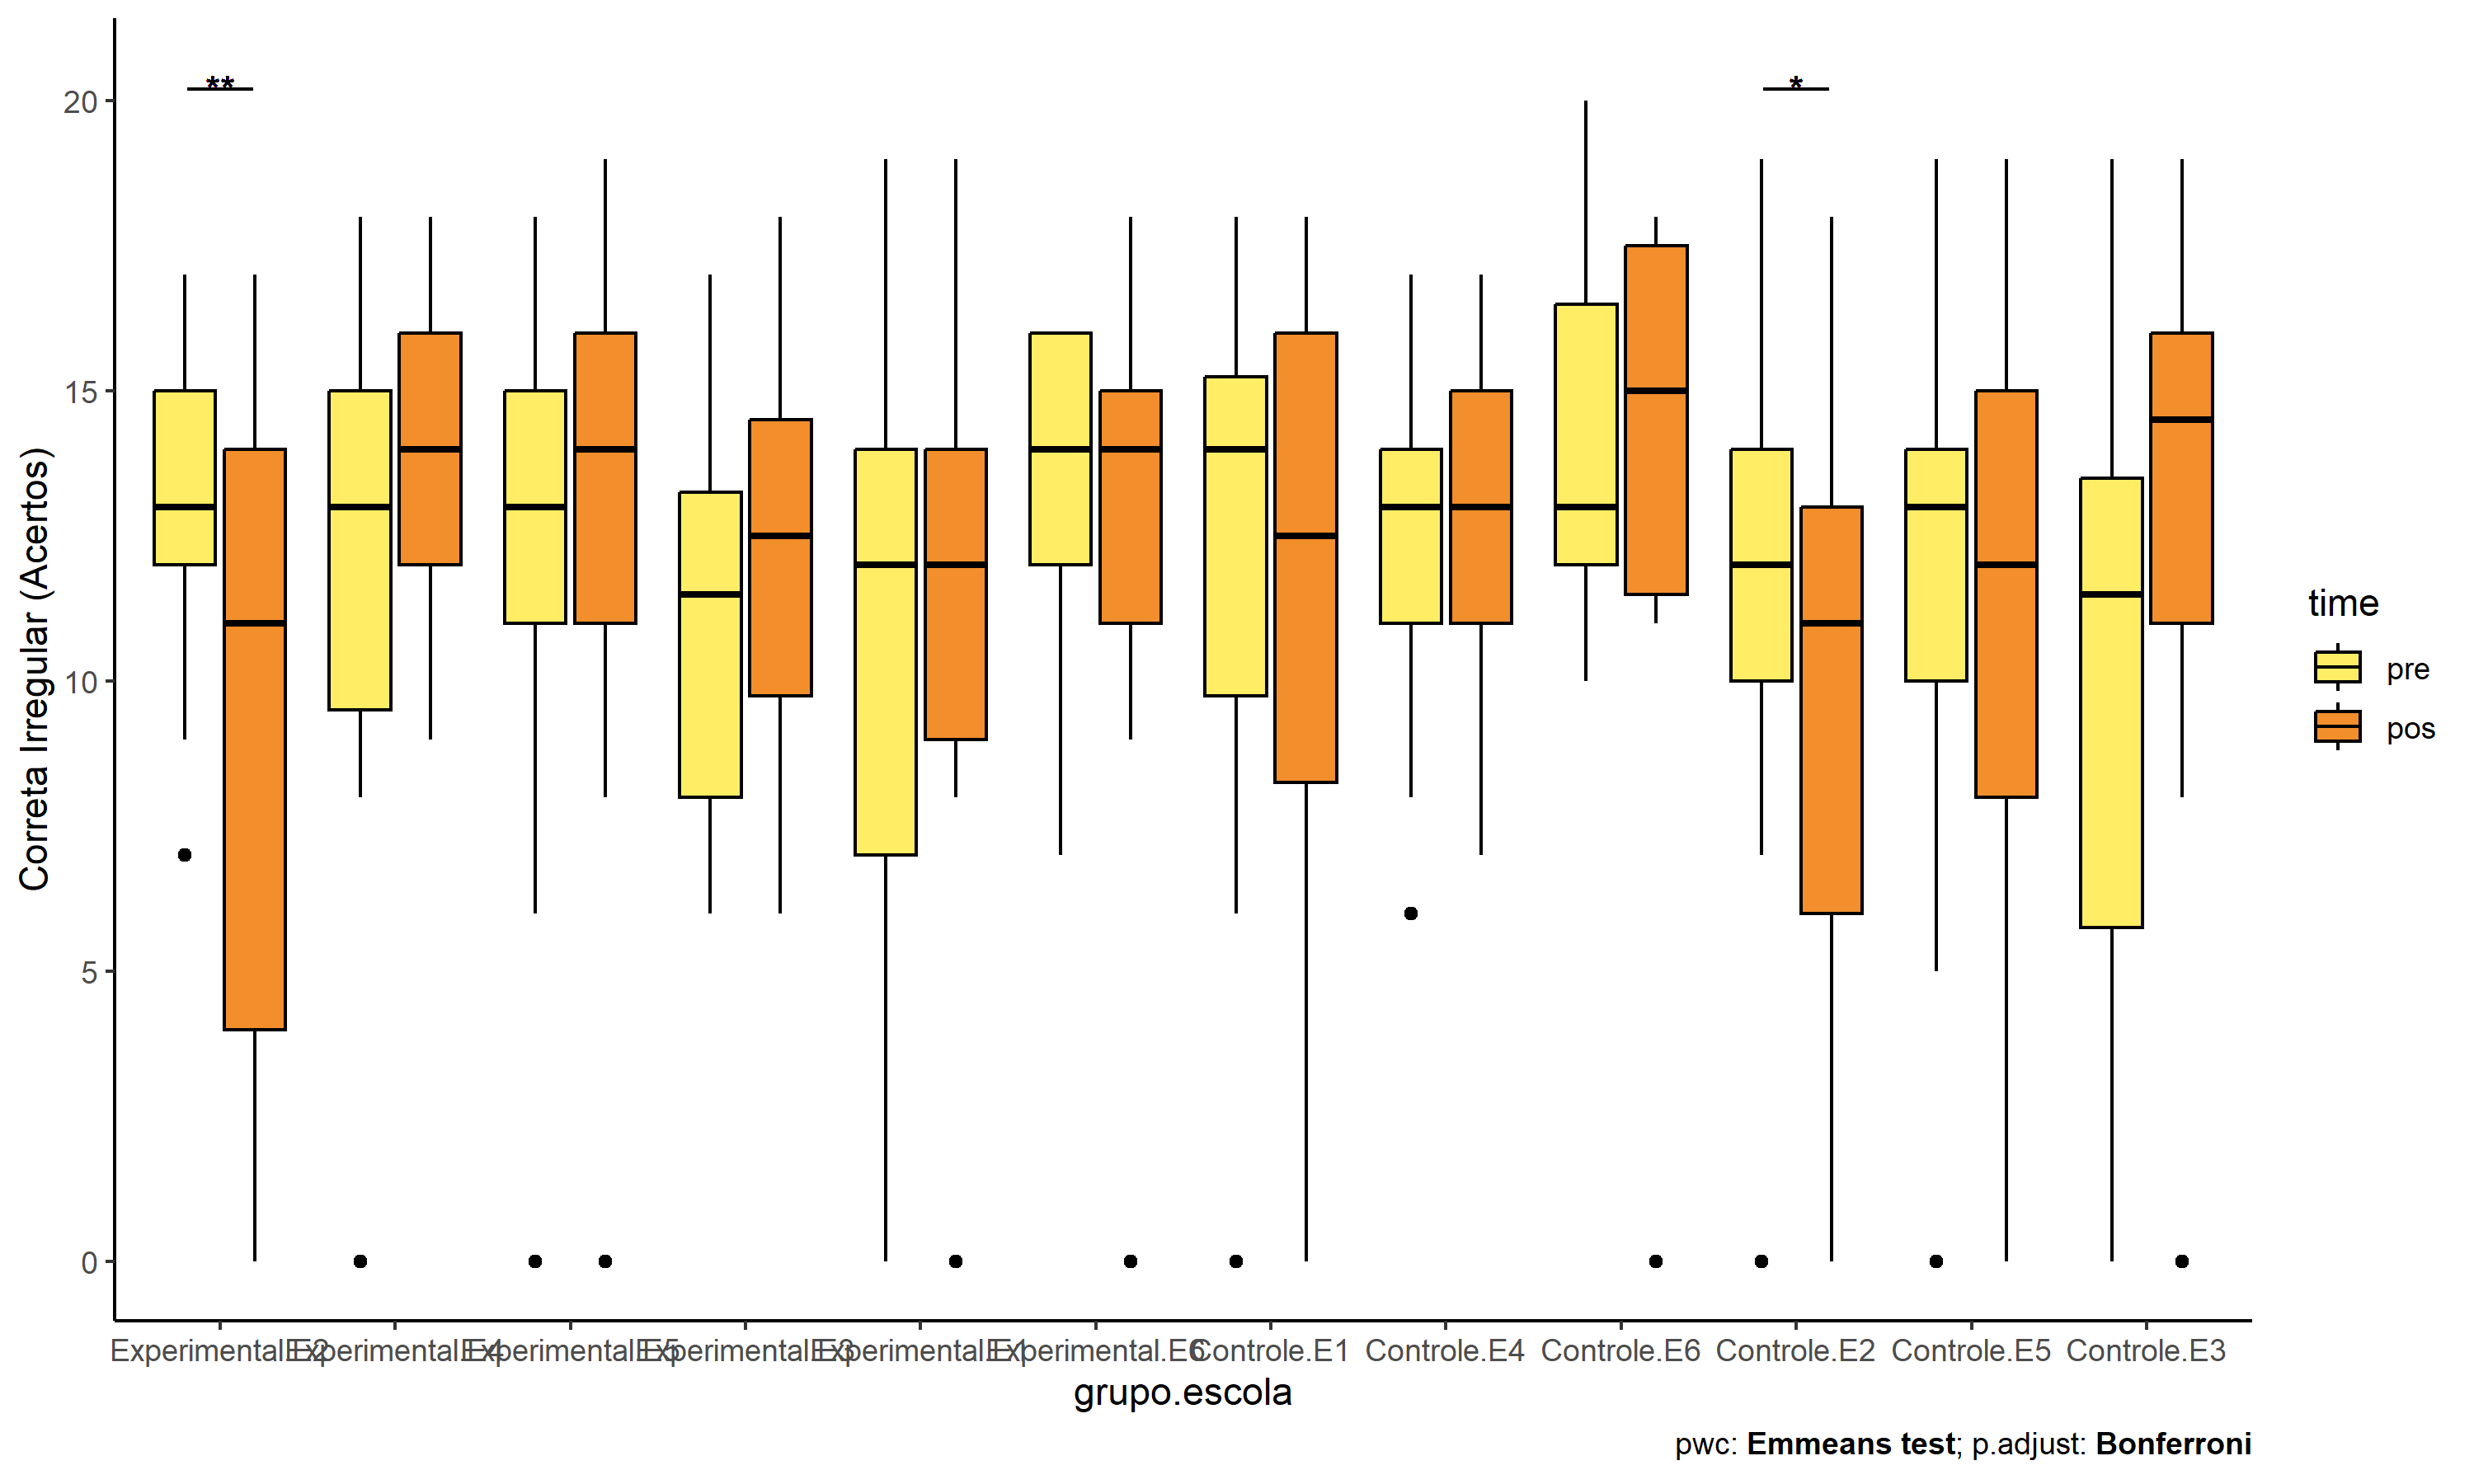 ** *
20
15
10
5
0
Correta Irregular (Acertos)
Experimental.E2 Experimental.E4 Experimental.E5 Experimental.E3 Experimental.E1 Experimental.E6 Controle.E1 Controle.E4 Controle.E6 Controle.E2 Controle.E5 Controle.E3
grupo.escola
time
pre
pos
pwc: Emmeans test; p.adjust: Bonferroni